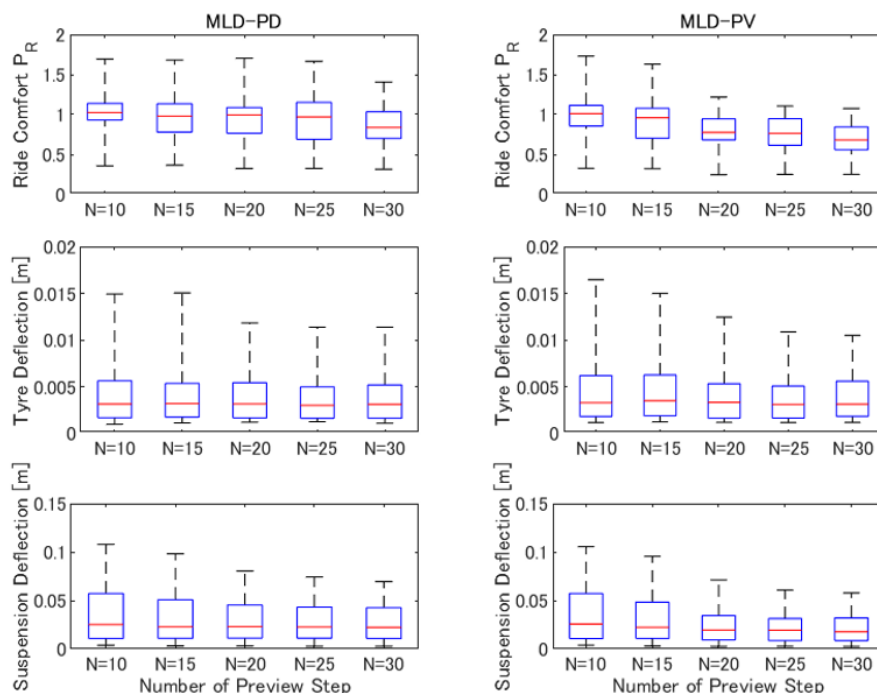 MLD-PD
Ride Comfort P_R
2
1.5
1
0.5
0
N=10 N=15 N=20 N=25 N=30
MLD-PV
Ride Comfort P_R
2
1.5
1
0.5
0
N=10 N=15 N=20 N=25 N=30
Tyre Deflection [m]
0.02
0.015
0.01
0.005
0
N=10 N=15 N=20 N=25 N=30
Tyre Deflection [m]
0.02
0.015
0.01
0.005
0
N=10 N=15 N=20 N=25 N=30
Suspension Deflection [m]
0.15
0.1
0.05
0
N=10 N=15 N=20 N=25 N=30
Number of Preview Step
Suspension Deflection [m]
0.15
0.1
0.05
0
N=10 N=15 N=20 N=25 N=30
Number of Preview Step